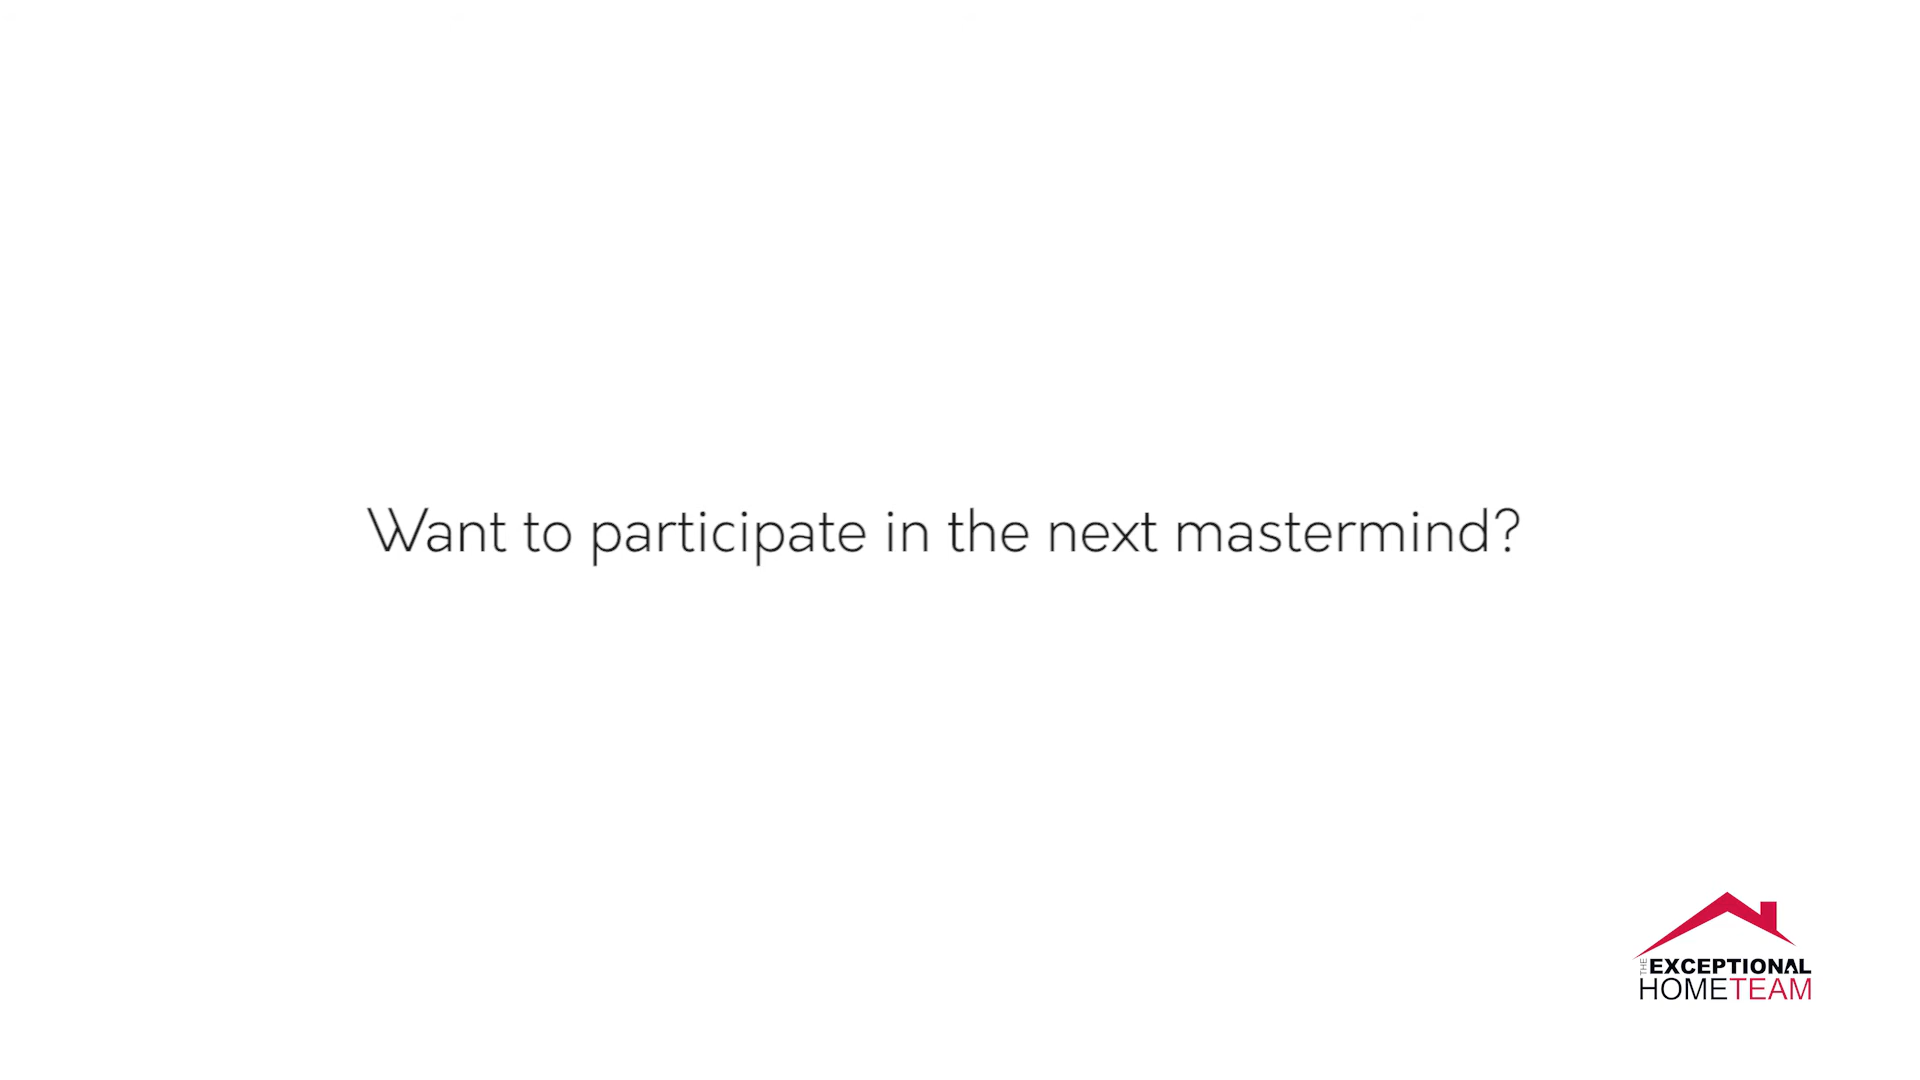 Want to participate in the next mastermind?
THE
EXCEPTIONAL
HOMETEAM